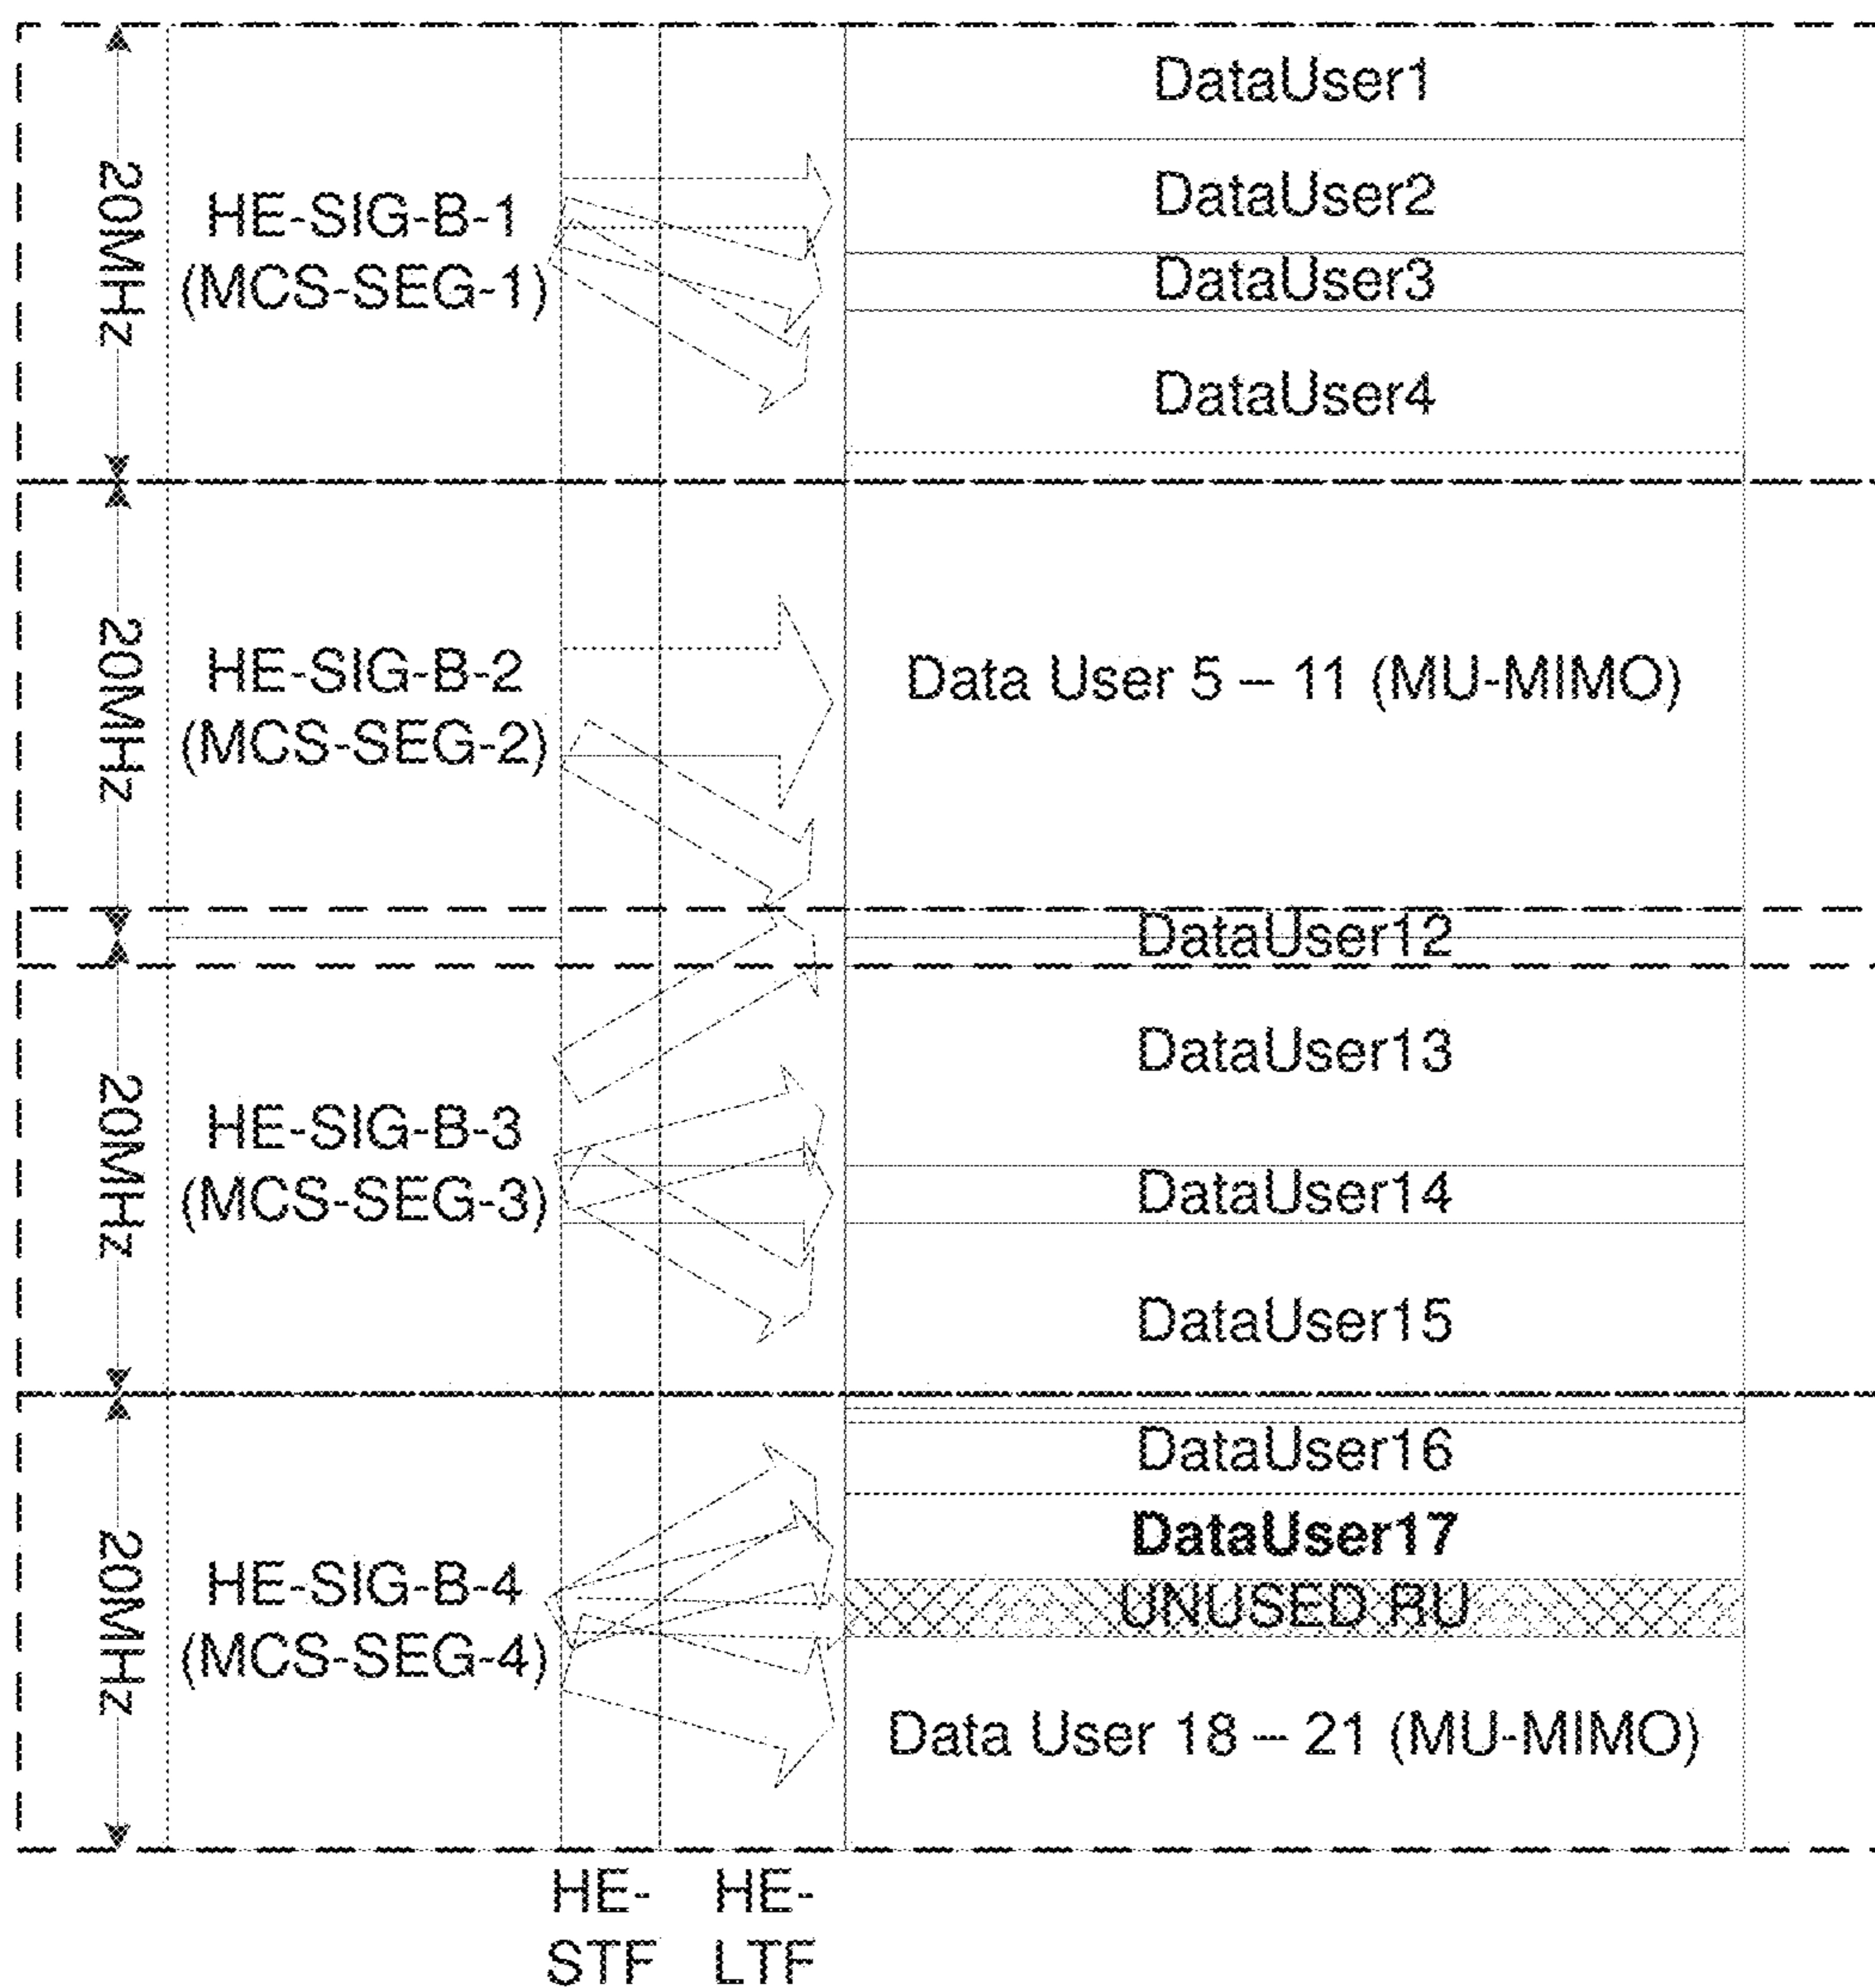 20MHz
HE-SIG-B-1
(MCS-SEG-1)
DataUser1
DataUser2
DataUser3
DataUser4
20MHz
HE-SIG-B-2
(MCS-SEG-2)
Data User 5 – 11 (MU-MIMO)
DataUser12
20MHz
HE-SIG-B-3
(MCS-SEG-3)
DataUser13
DataUser14
DataUser15
20MHz
HE-SIG-B-4
(MCS-SEG-4)
DataUser16
DataUser17
UNUSED RU
Data User 18 – 21 (MU-MIMO)
HE-
STF
HE-
LTF